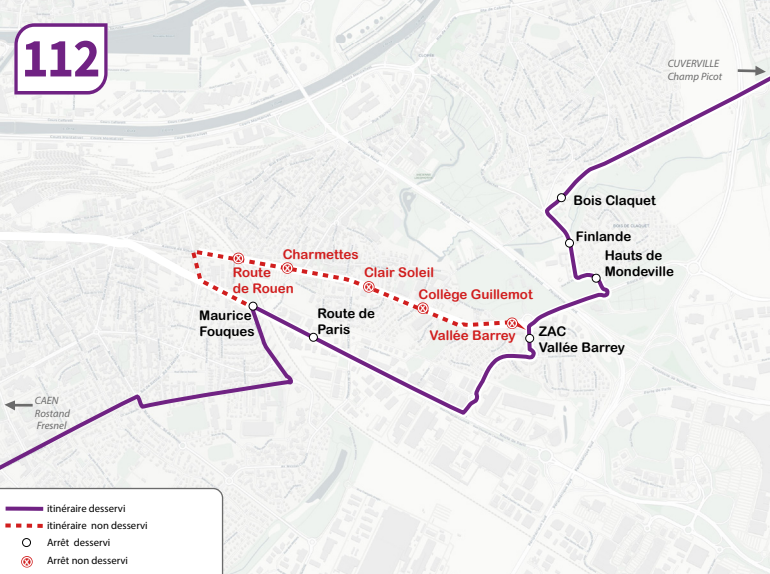 112
CUVERVILLE
Champ Picot
Bois Claquet
Finlande
Hauts de
Mondeville
Charmettes
Route
de Rouen
Clair Soleil
Collège Guillemot
Maurice
Fouques
Route de
Paris
Vallée Barrey
ZAC
Vallée Barrey
CAEN
Rostand
Fresnel
itinéraire desservi
itinéraire non desservi
Arrêt desservi
Arrêt non desservi